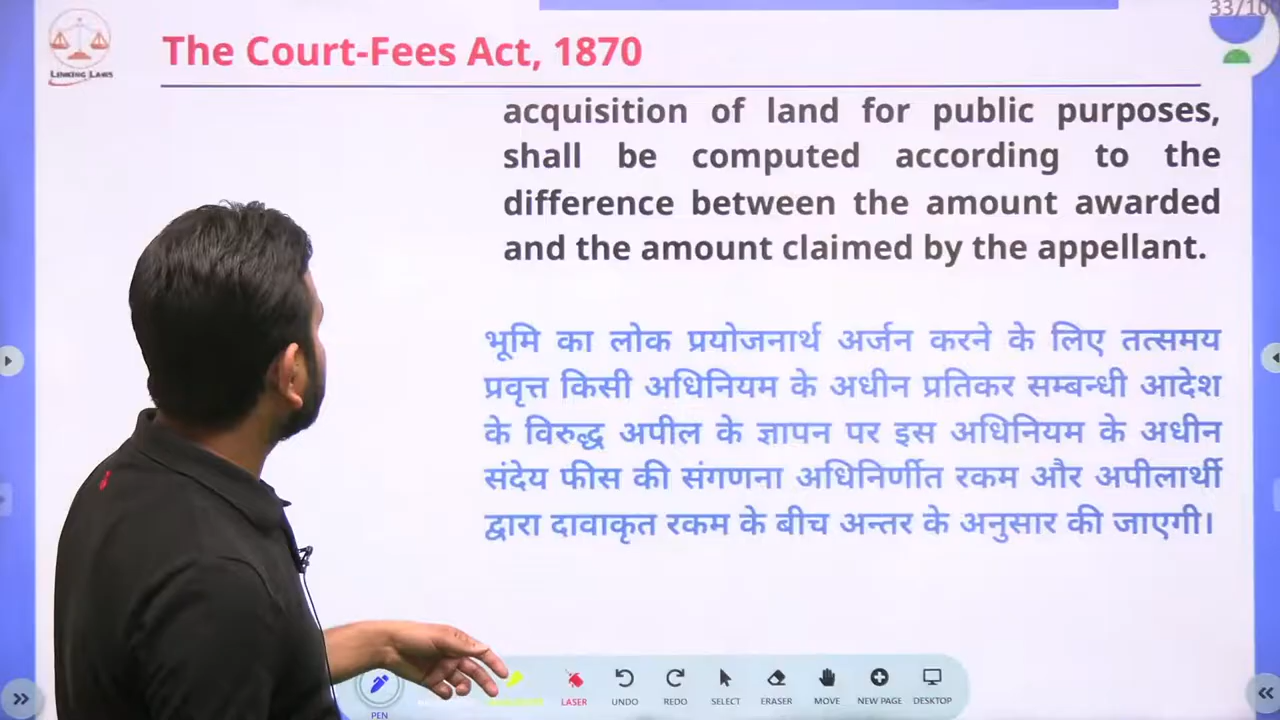 33/100
LINKING LAWS
The Court-Fees Act, 1870
acquisition of land for public purposes,
shall be computed according to the
difference between the amount awarded
and the amount claimed by the appellant.
भूमि का लोक प्रयोजनार्थ अर्जन करने के लिए तत्समय
प्रवृत्त किसी अधिनियम के अधीन प्रतिकर सम्बन्धी आदेश
के विरुद्ध अपील के ज्ञापन पर इस अधिनियम के अधीन
संदेय फीस की संगणना अधिनिर्णीत रकम और अपीलार्थी
द्वारा दावाकृत रकम के बीच अन्तर के अनुसार की जाएगी।
PEN LASER UNDO REDO SELECT ERASER MOVE NEW PAGE DESKTOP